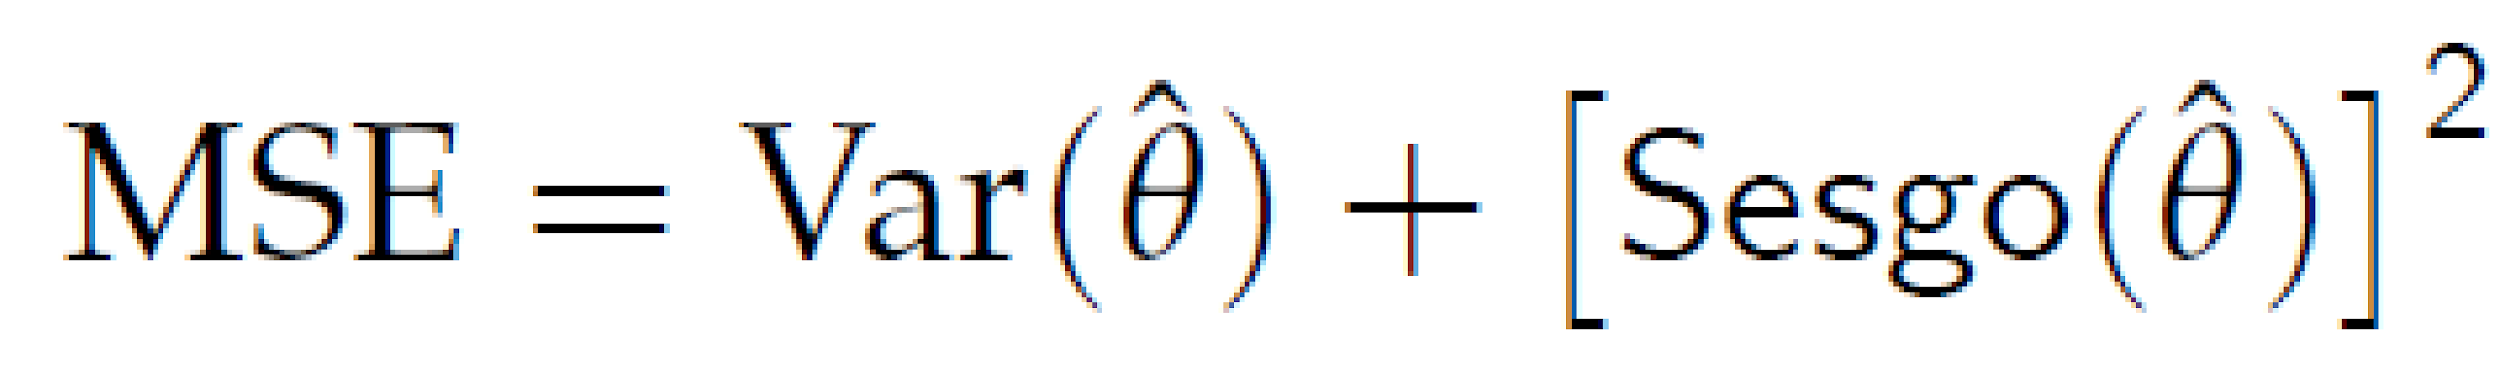 MSE = Var(θ̂) + [Sesgo(θ̂)]²